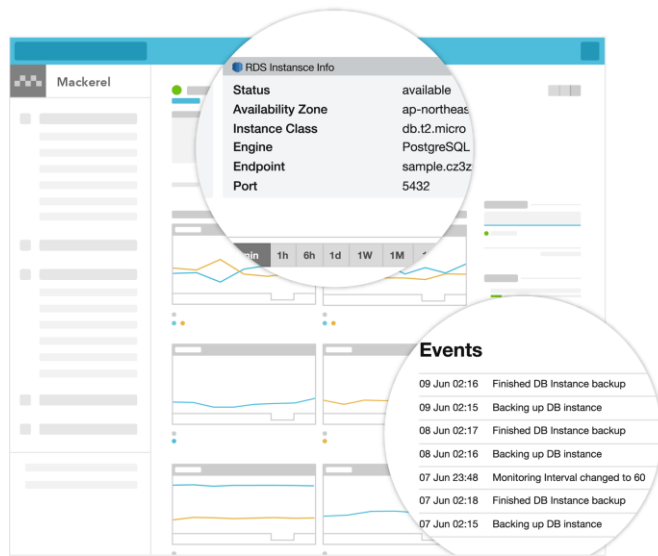 Mackerel
RDS Instansce Info
Status available
Availability Zone ap-northeas
Instance Class db.t2.micro
Engine PostgreSQL
Endpoint sample.cz3z
Port 5432
1h 6h 1d 1W 1M
Events
09 Jun 02:16 Finished DB Instance backup
09 Jun 02:15 Backing up DB instance
08 Jun 02:17 Finished DB Instance backup
08 Jun 02:16 Backing up DB instance
07 Jun 23:48 Monitoring Interval changed to 60
07 Jun 02:18 Finished DB Instance backup
07 Jun 02:15 Backing up DB instance